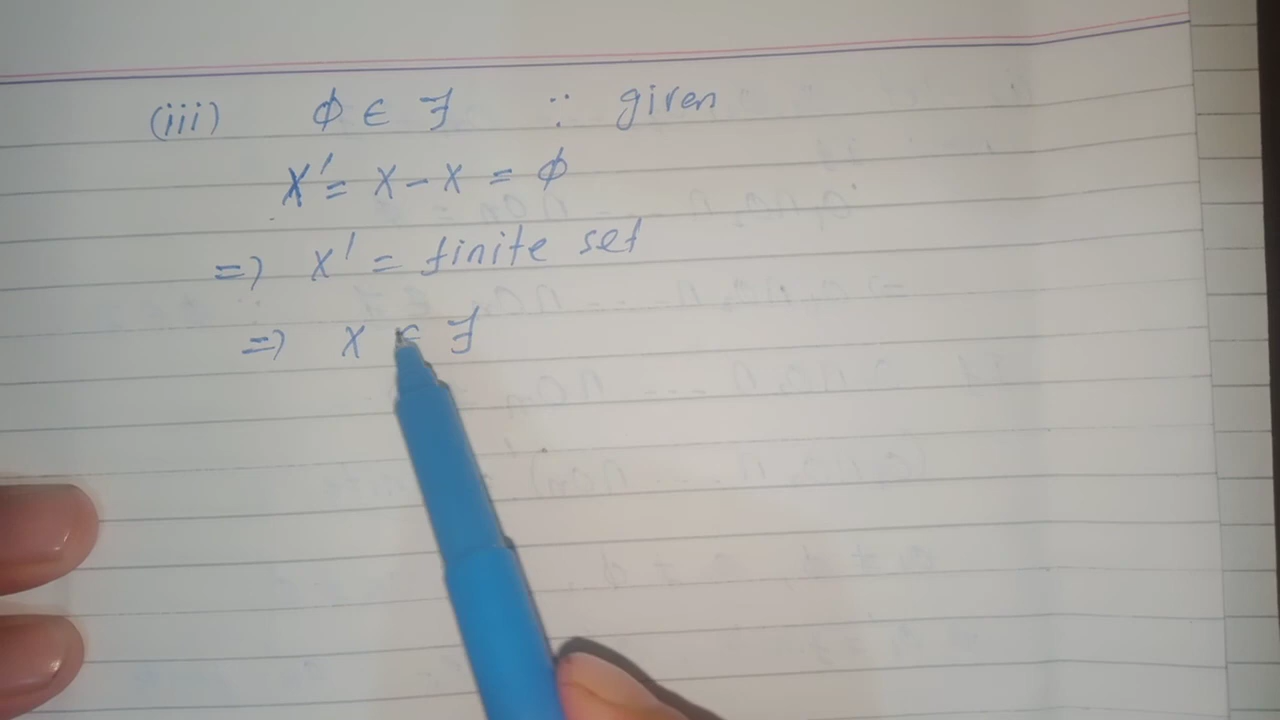 (iii) φ ∈ ℱ ∵ given
X' = X - X = φ
=> X' = finite set
=> X ∈ ℱ